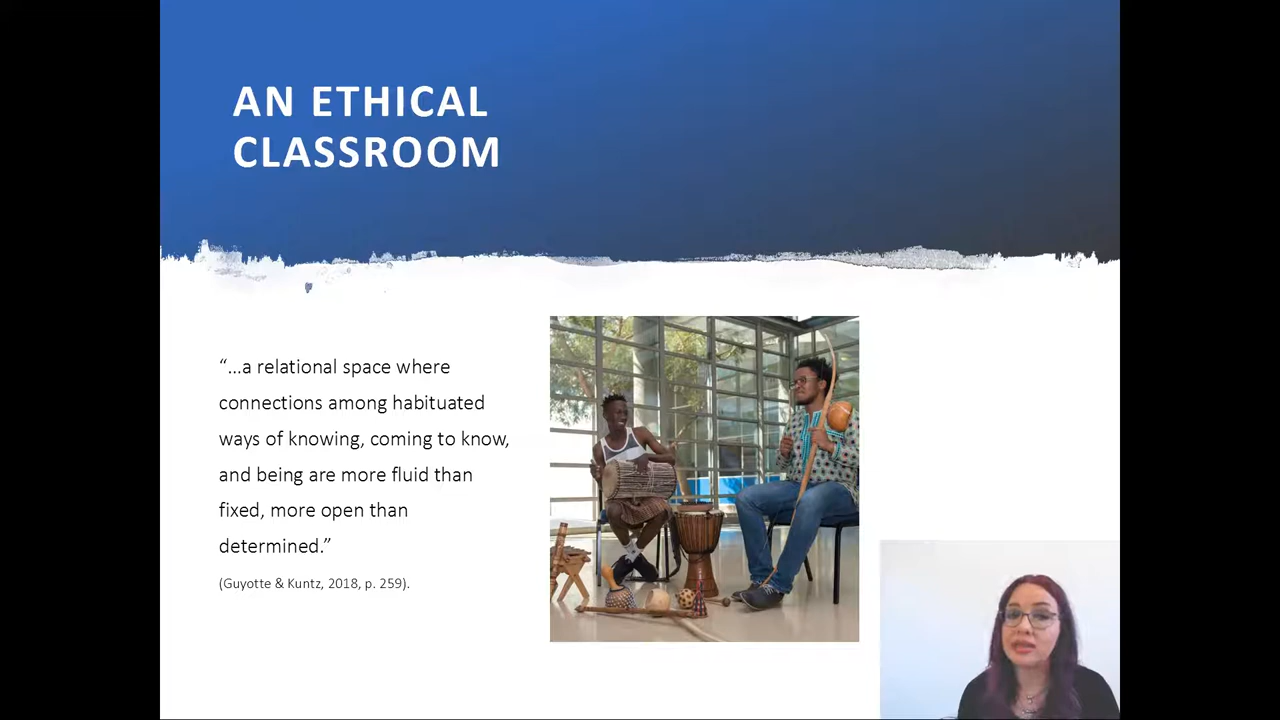 AN ETHICAL
CLASSROOM
“...a relational space where
connections among habituated
ways of knowing, coming to know,
and being are more fluid than
fixed, more open than
determined.”
(Guyotte & Kuntz, 2018, p. 259).